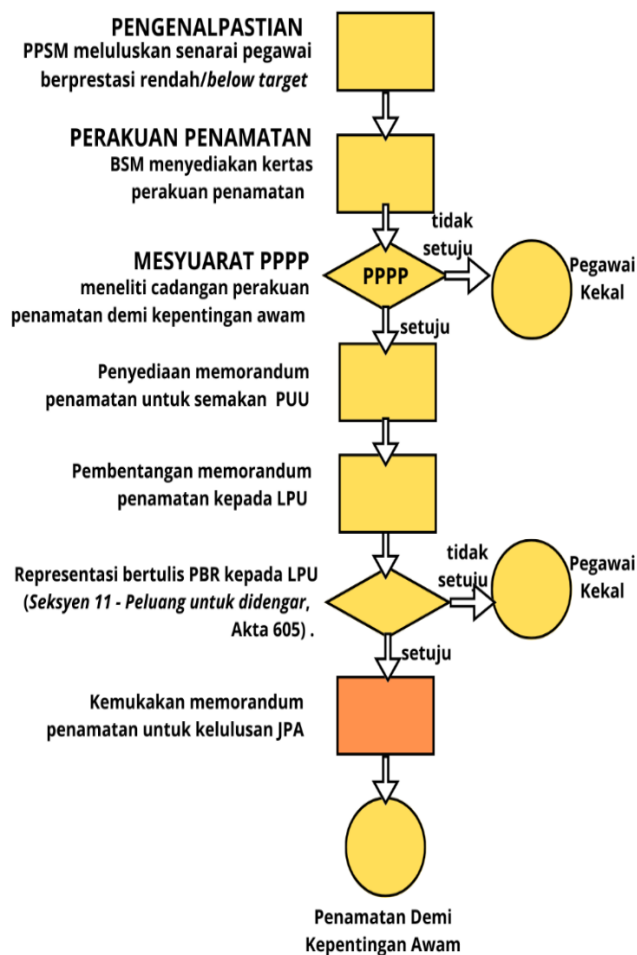 PENGENALPASTIAN
PPSM meluluskan senarai pegawai
berprestasi rendah/below target
PERAKUAN PENAMATAN
BSM menyediakan kertas
perakuan penamatan
tidak
setuju
MESYUARAT PPPP
meneliti cadangan perakuan
penamatan demi kepentingan awam
PPPP
Pegawai
Kekal
setuju
Penyediaan memorandum
penamatan untuk semakan PUU
Pembentangan memorandum
penamatan kepada LPU
tidak
setuju
Representasi bertulis PBR kepada LPU
(Seksyen 11 - Peluang untuk didengar,
Akta 605) .
Pegawai
Kekal
setuju
Kemukakan memorandum
penamatan untuk kelulusan JPA
Penamatan Demi
Kepentingan Awam